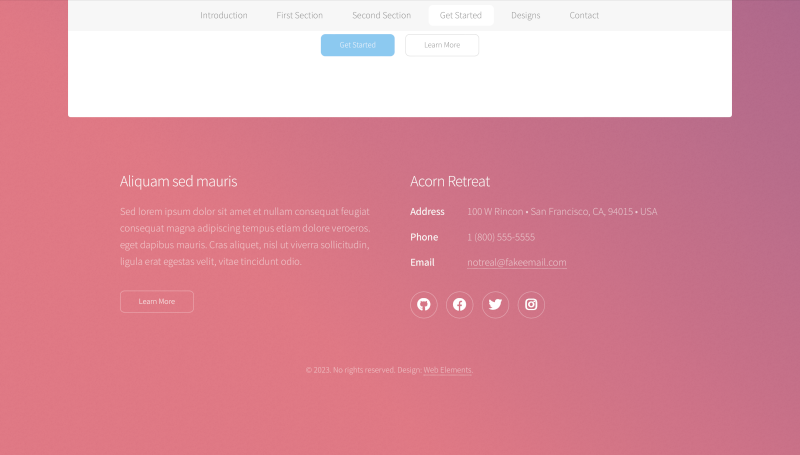 Introduction First Section Second Section Get Started Designs Contact
Get Started Learn More
Aliquam sed mauris
Sed lorem ipsum dolor sit amet et nullam consequat feugiat
consequat magna adipiscing tempus etiam dolore veroeros.
eget dapibus mauris. Cras aliquet, nisl ut viverra sollicitudin,
ligula erat egestas velit, vitae tincidunt odio.
Learn More
Acorn Retreat
Address 100 W Rincon • San Francisco, CA, 94015 • USA
Phone 1 (800) 555-5555
Email notreal@fakeemail.com
© 2023. No rights reserved. Design: Web Elements.